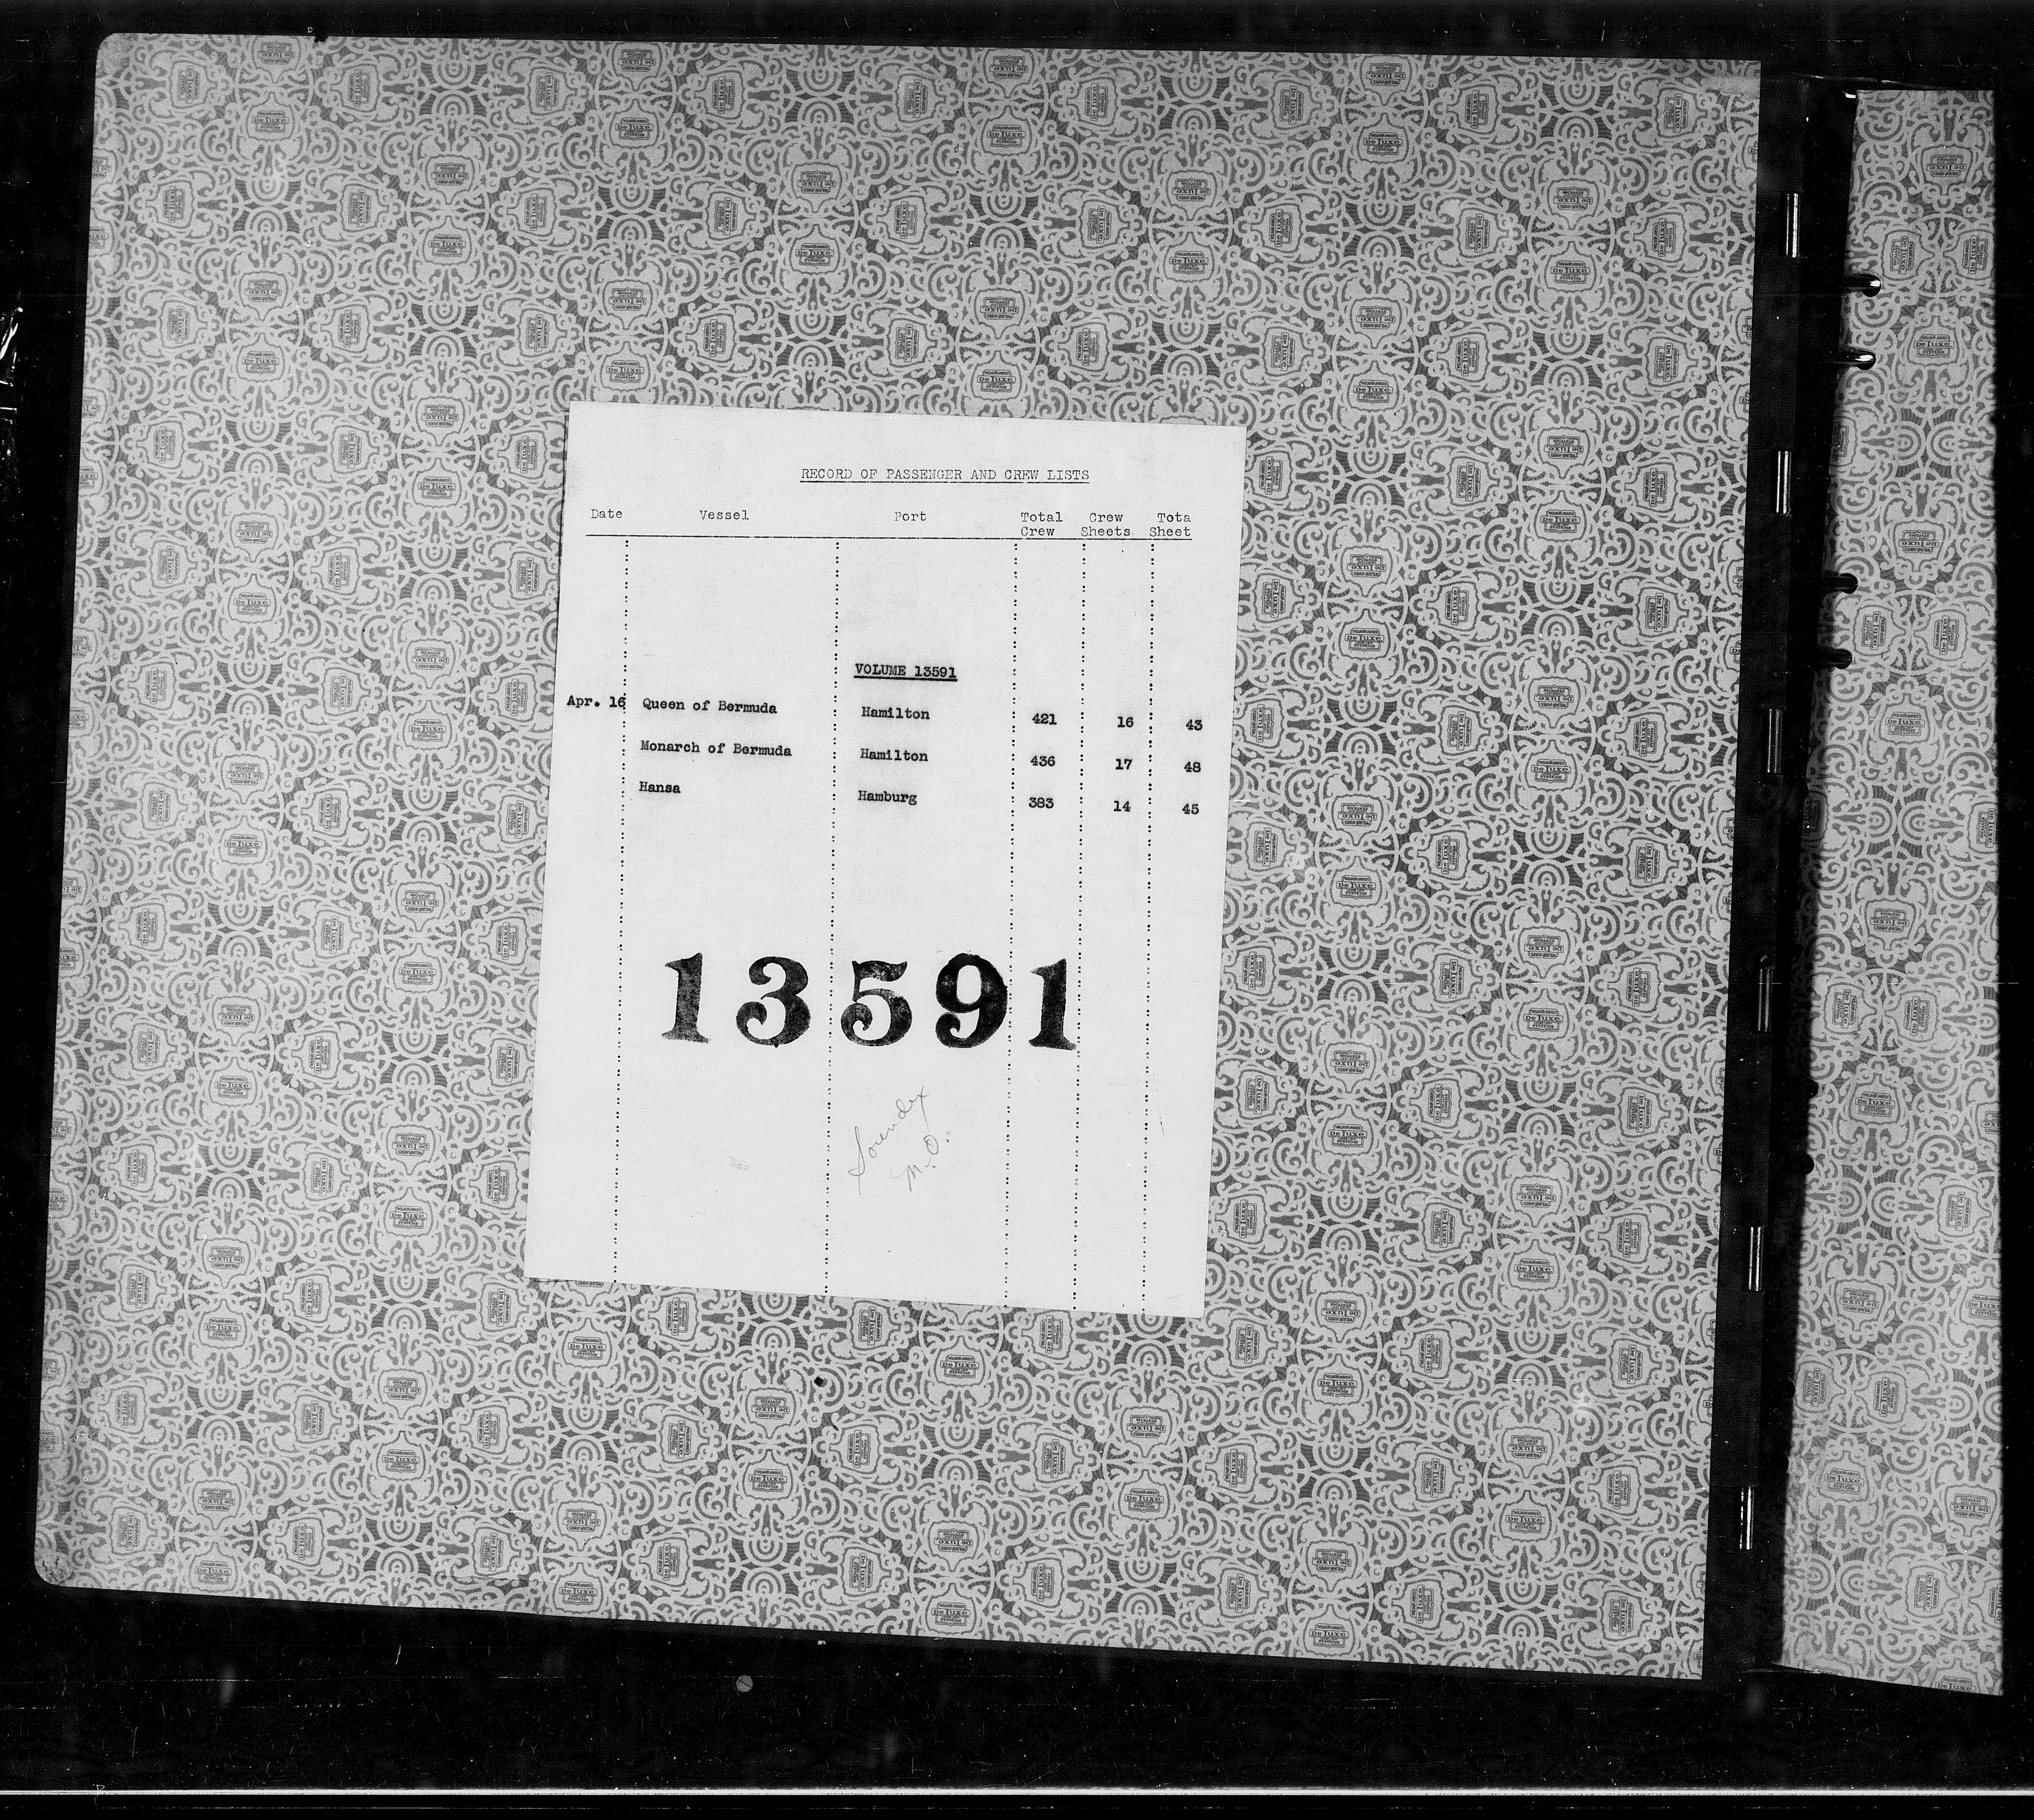 RECORD OF PASSENGER AND CREW LISTS
Date Vessel Port Total Crew Tota
Crew Sheets Sheet
VOLUME 13591
Apr. 16 Queen of Bermuda Hamilton 421 16 43
Monarch of Bermuda Hamilton 436 17 48
Hansa Hamburg 383 14 45
13591
M.O.
De luxe